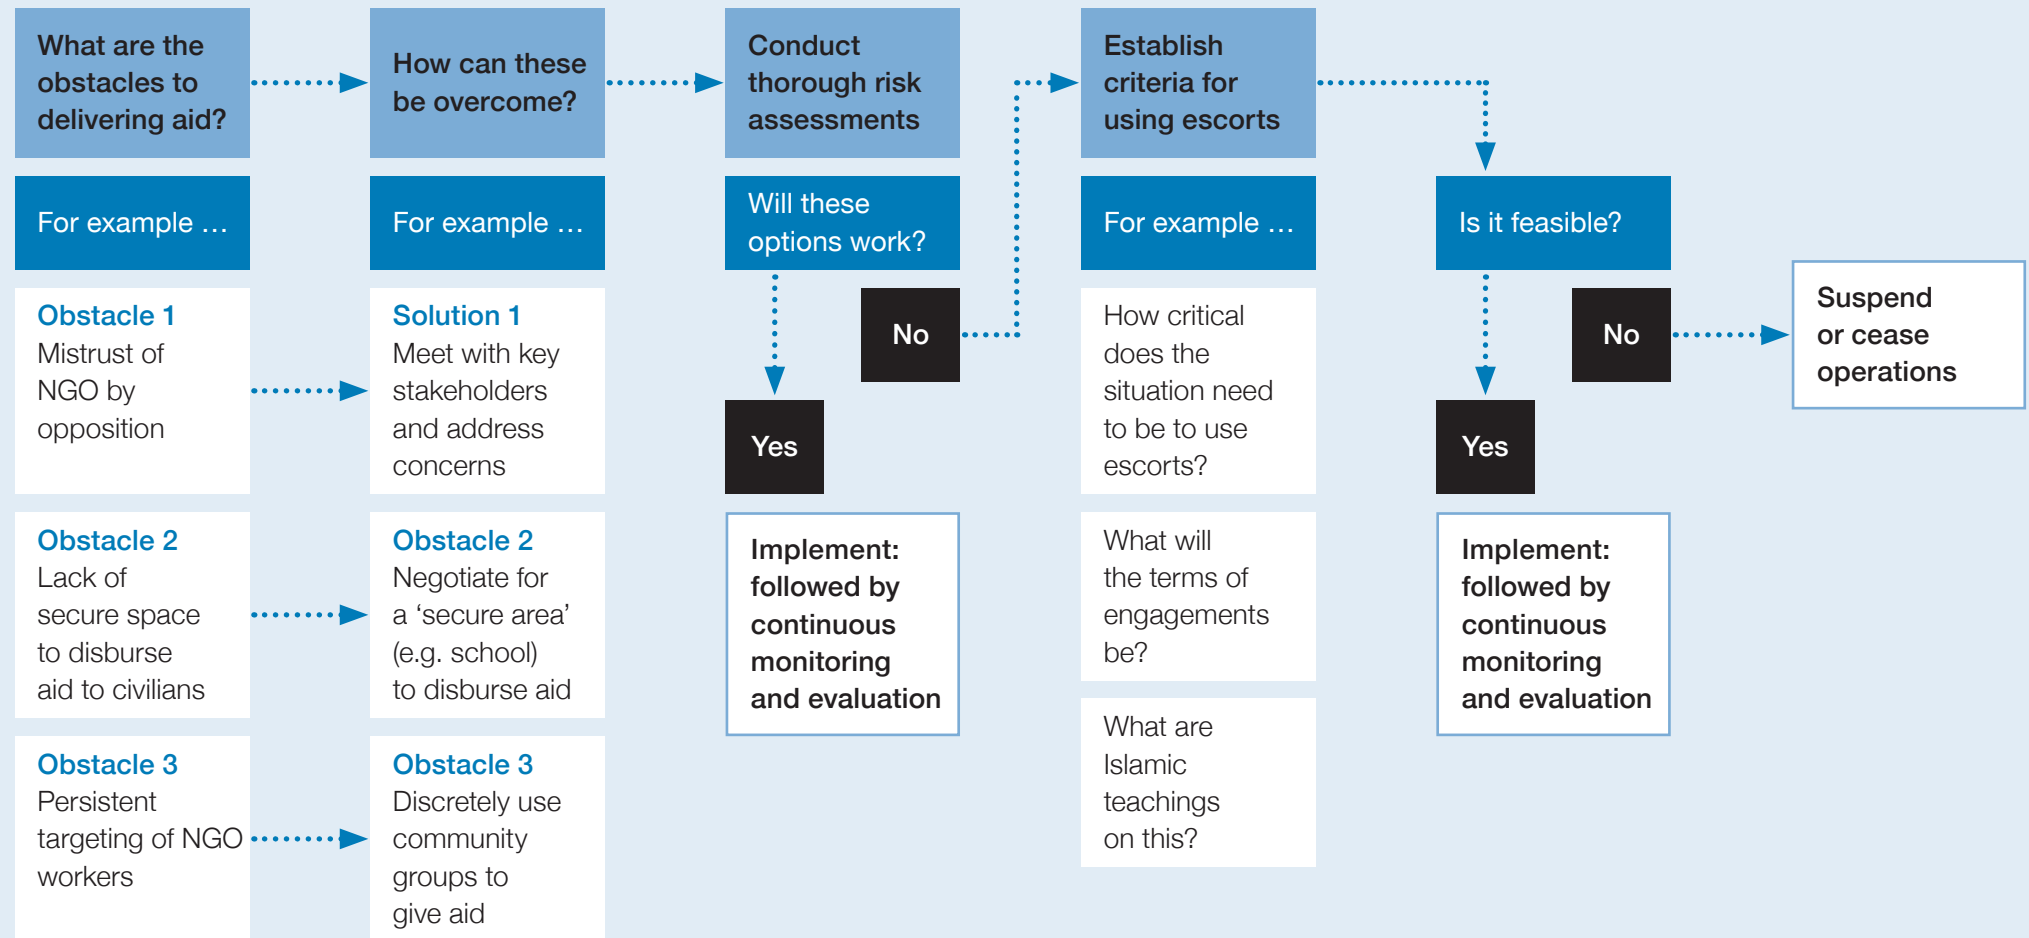 What are the
obstacles to
delivering aid?
How can these
be overcome?
Conduct
thorough risk
assessments
Establish
criteria for
using escorts
For example …
For example …
Will these
options work?
For example …
Is it feasible?
Obstacle 1
Mistrust of
NGO by
opposition
Solution 1
Meet with key
stakeholders
and address
concerns
No
Yes
How critical
does the
situation need
to be to use
escorts?
No
Yes
Suspend
or cease
operations
Obstacle 2
Lack of
secure space
to disburse
aid to civilians
Obstacle 2
Negotiate for
a ‘secure area’
(e.g. school)
to disburse aid
Implement:
followed by
continuous
monitoring
and evaluation
What will
the terms of
engagements
be?
Implement:
followed by
continuous
monitoring
and evaluation
Obstacle 3
Persistent
targeting of NGO
workers
Obstacle 3
Discretely use
community
groups to
give aid
What are
Islamic
teachings
on this?